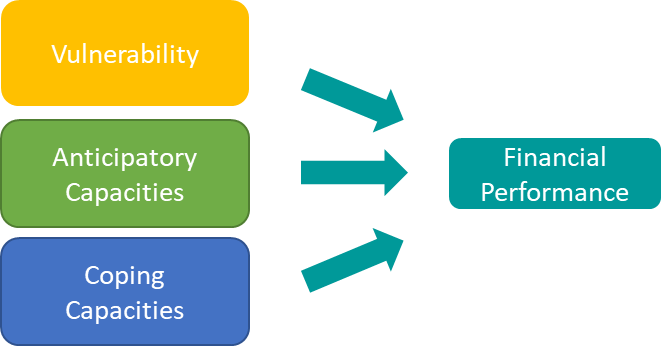 Vulnerability
Anticipatory
Capacities
Financial
Performance
Coping
Capacities